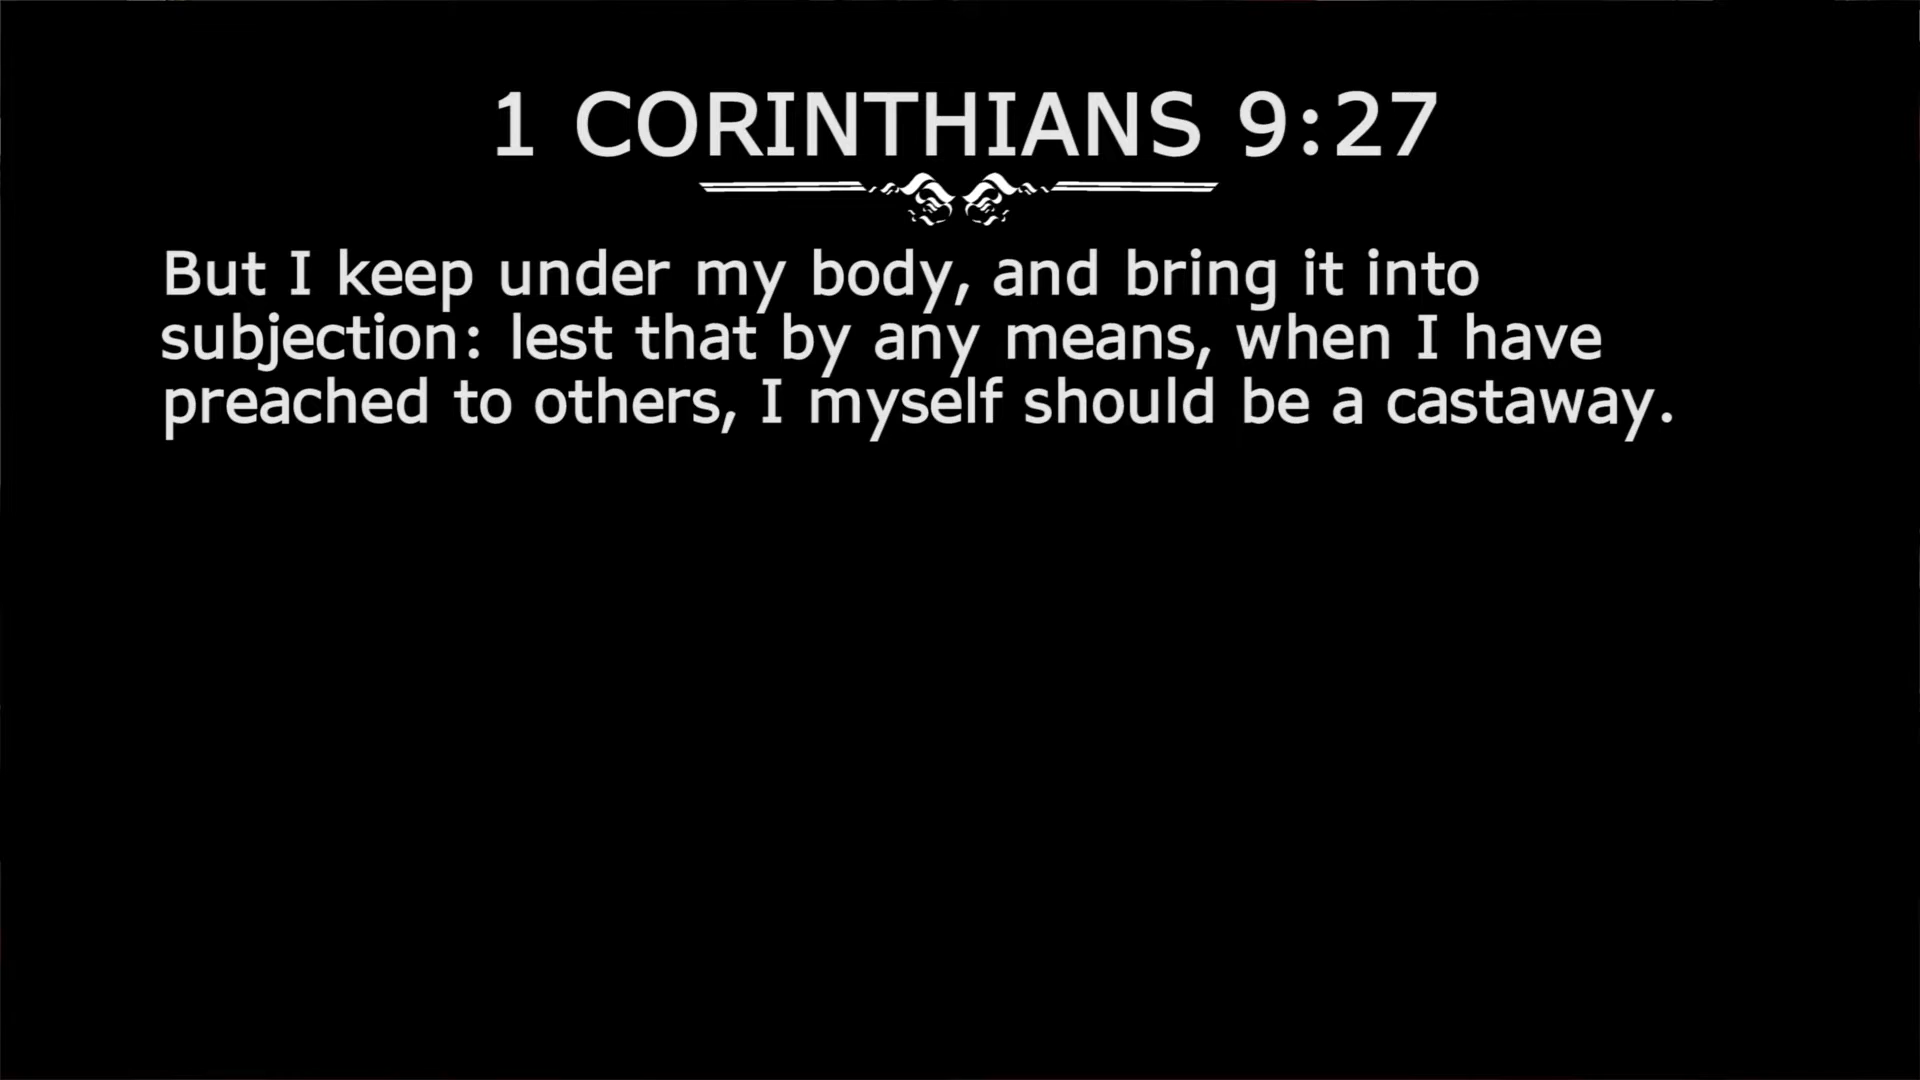 1 CORINTHIANS 9:27
But I keep under my body, and bring it into
subjection: lest that by any means, when I have
preached to others, I myself should be a castaway.